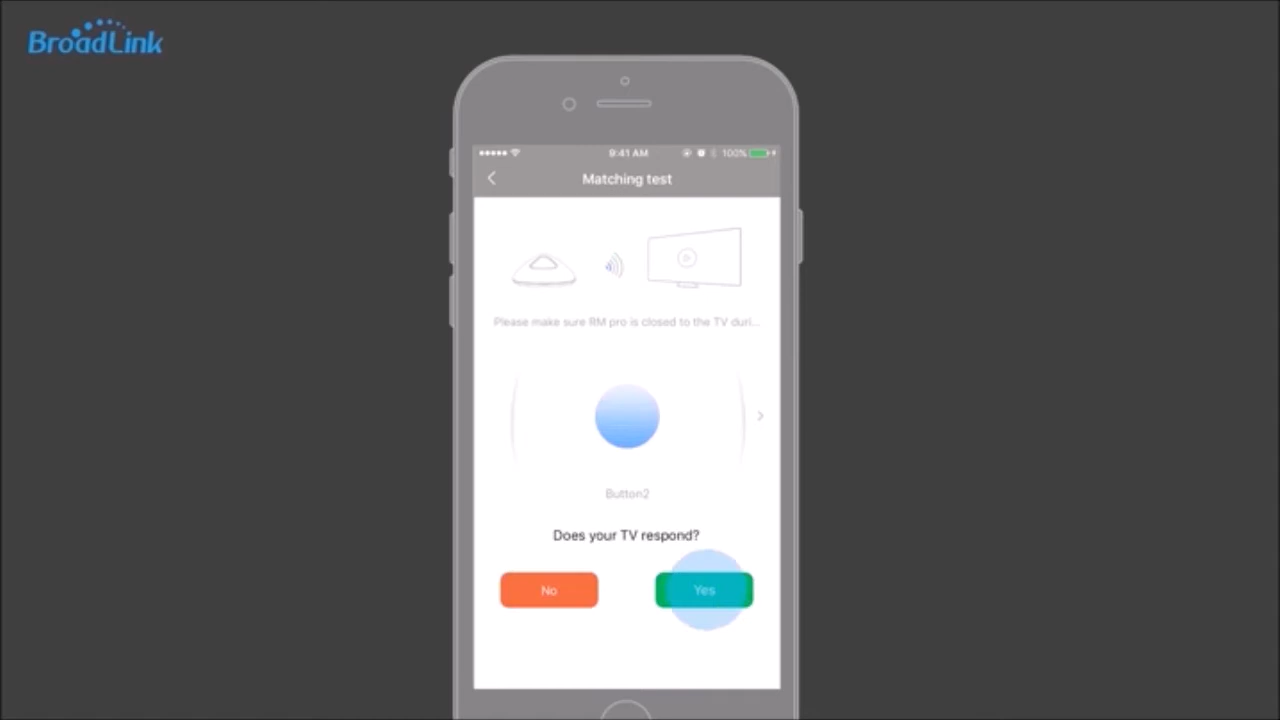 BroadLink
9:41 AM
100%
Matching test
Please make sure RM pro is closed to the TV duri...
Button2
Does your TV respond?
No
Yes